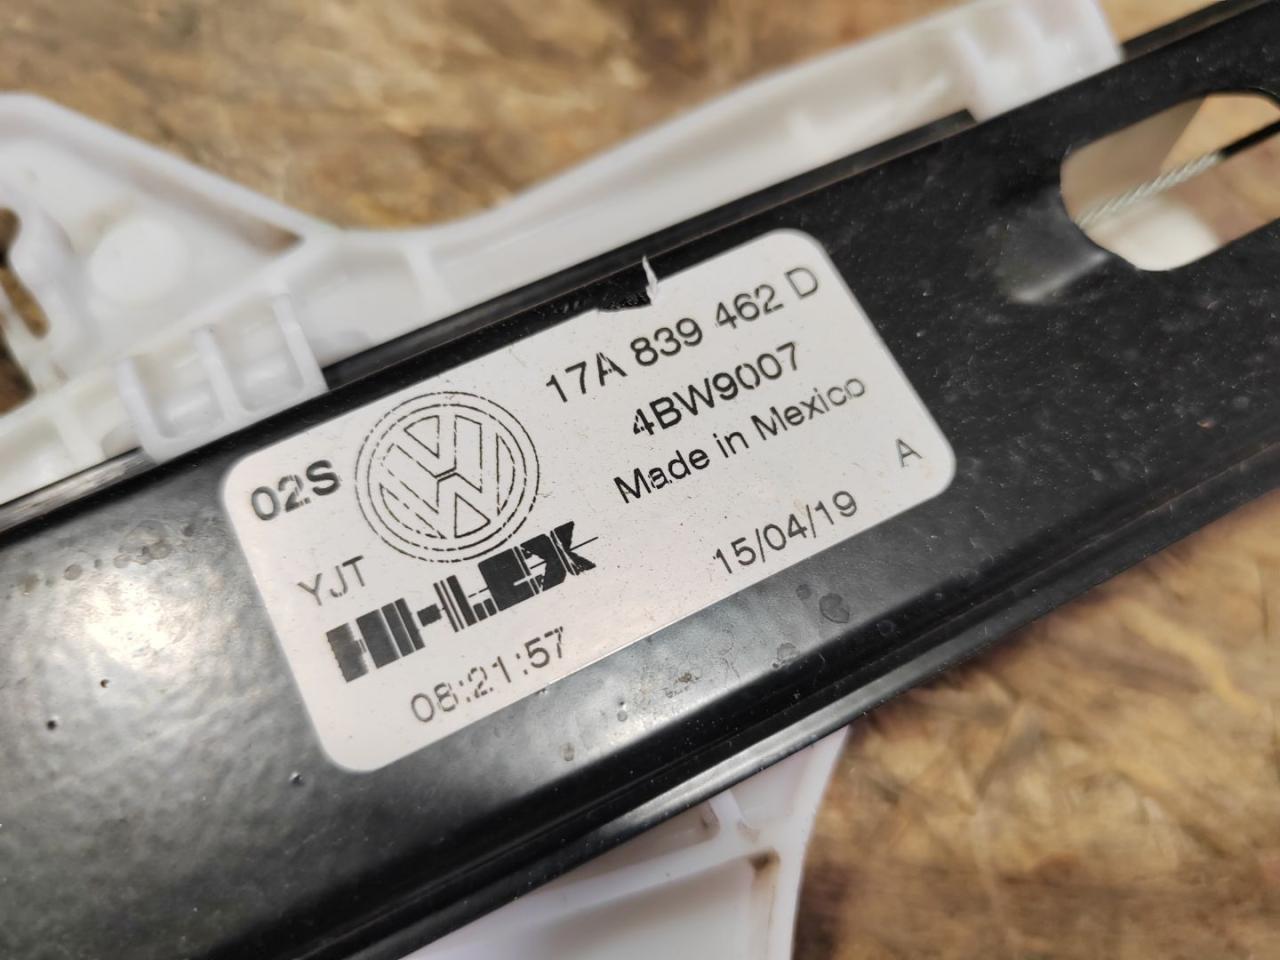 17A 839 462 D
4BW9007
Made in Mexico
A
15/04/19
02S
YJT
HI-LEX
08:21:57